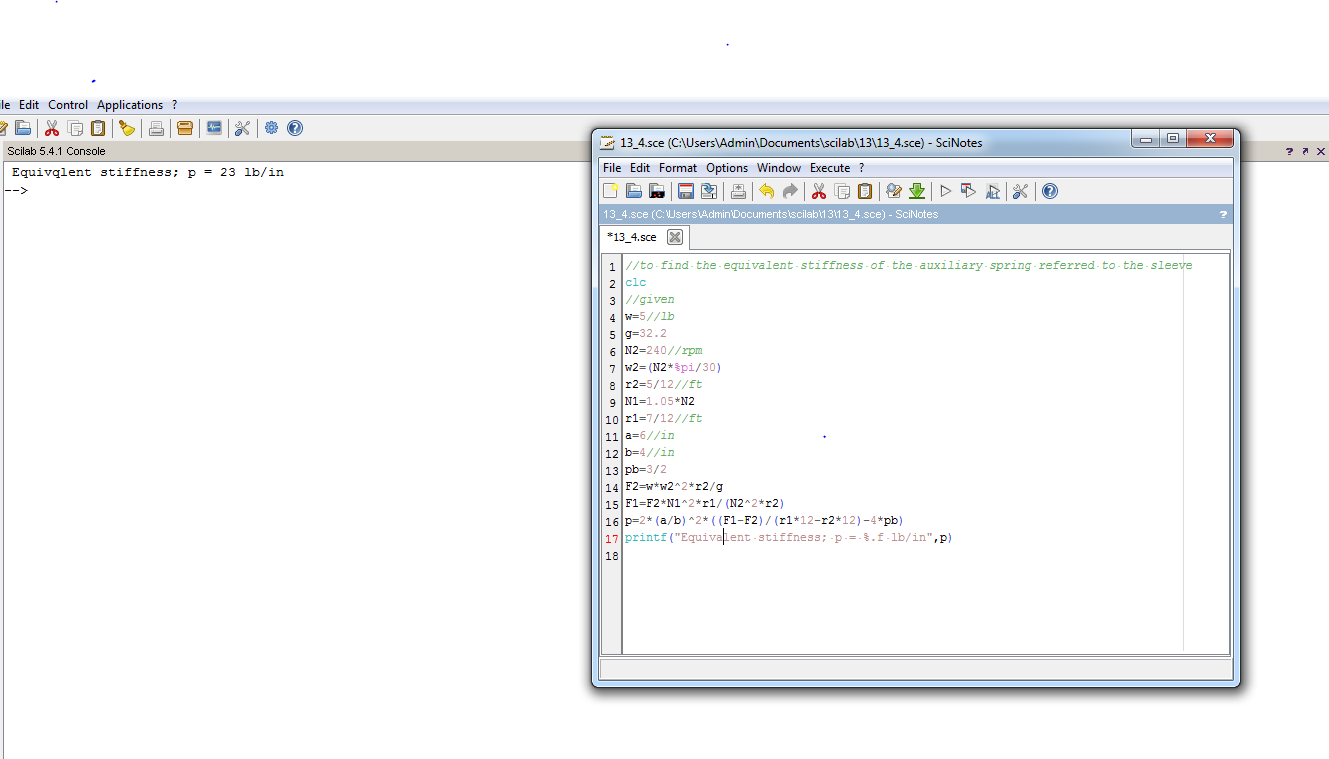 ile Edit Control Applications ?
Scilab 5.4.1 Console
? X
Equivqlent stiffness; p = 23 lb/in
-->
13_4.sce (C:\Users\Admin\Documents\scilab\13\13_4.sce) - SciNotes
File Edit Format Options Window Execute ?
13_4.sce (C:\Users\Admin\Documents\scilab\13\13_4.sce) - SciNotes
?
*13_4.sce
1 //to find the equivalent stiffness of the auxiliary spring referred to the sleeve
2 clc
3 //given
4 w=5//lb
5 g=32.2
6 N2=240//rpm
7 w2=(N2*%pi/30)
8 r2=5/12//ft
9 N1=1.05*N2
10 r1=7/12//ft
11 a=6//in
12 b=4//in
13 pb=3/2
14 F2=w*w2^2*r2/g
15 F1=F2*N1^2*r1/(N2^2*r2)
16 p=2*(a/b)^2*((F1-F2)/(r1*12-r2*12)-4*pb)
17 printf("Equivalent stiffness; p = %.f lb/in",p)
18